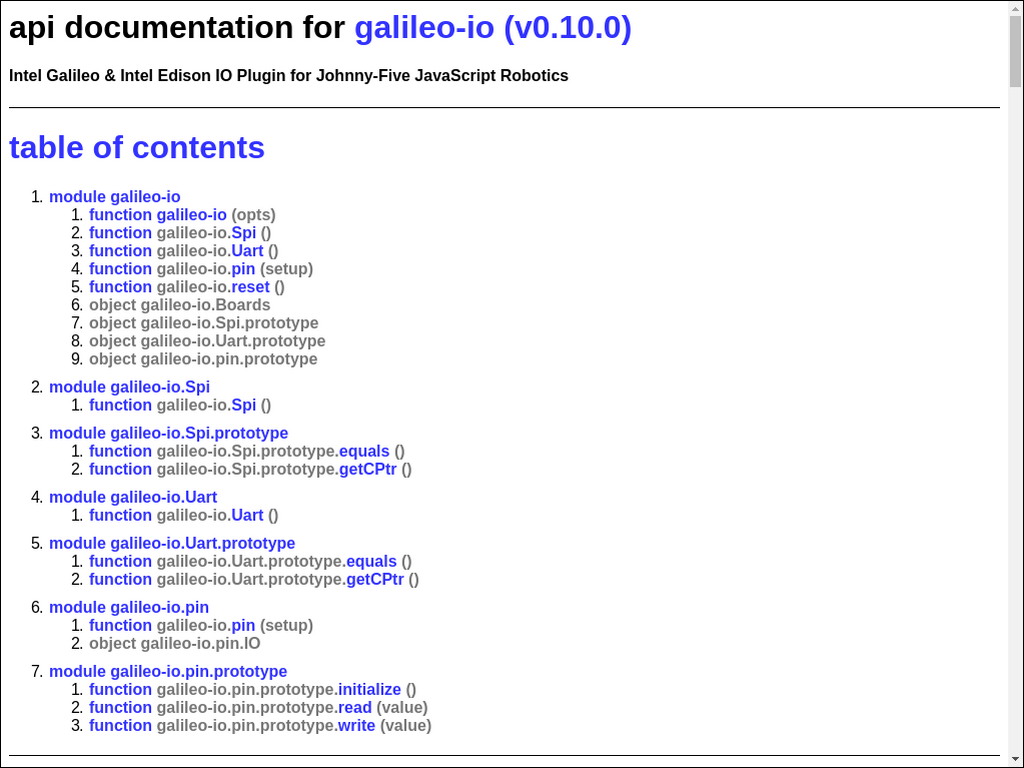 api documentation for galileo-io (v0.10.0)
Intel Galileo & Intel Edison IO Plugin for Johnny-Five JavaScript Robotics
table of contents
1. module galileo-io
1. function galileo-io (opts)
2. function galileo-io.Spi ()
3. function galileo-io.Uart ()
4. function galileo-io.pin (setup)
5. function galileo-io.reset ()
6. object galileo-io.Boards
7. object galileo-io.Spi.prototype
8. object galileo-io.Uart.prototype
9. object galileo-io.pin.prototype
2. module galileo-io.Spi
1. function galileo-io.Spi ()
3. module galileo-io.Spi.prototype
1. function galileo-io.Spi.prototype.equals ()
2. function galileo-io.Spi.prototype.getCPtr ()
4. module galileo-io.Uart
1. function galileo-io.Uart ()
5. module galileo-io.Uart.prototype
1. function galileo-io.Uart.prototype.equals ()
2. function galileo-io.Uart.prototype.getCPtr ()
6. module galileo-io.pin
1. function galileo-io.pin (setup)
2. object galileo-io.pin.IO
7. module galileo-io.pin.prototype
1. function galileo-io.pin.prototype.initialize ()
2. function galileo-io.pin.prototype.read (value)
3. function galileo-io.pin.prototype.write (value)